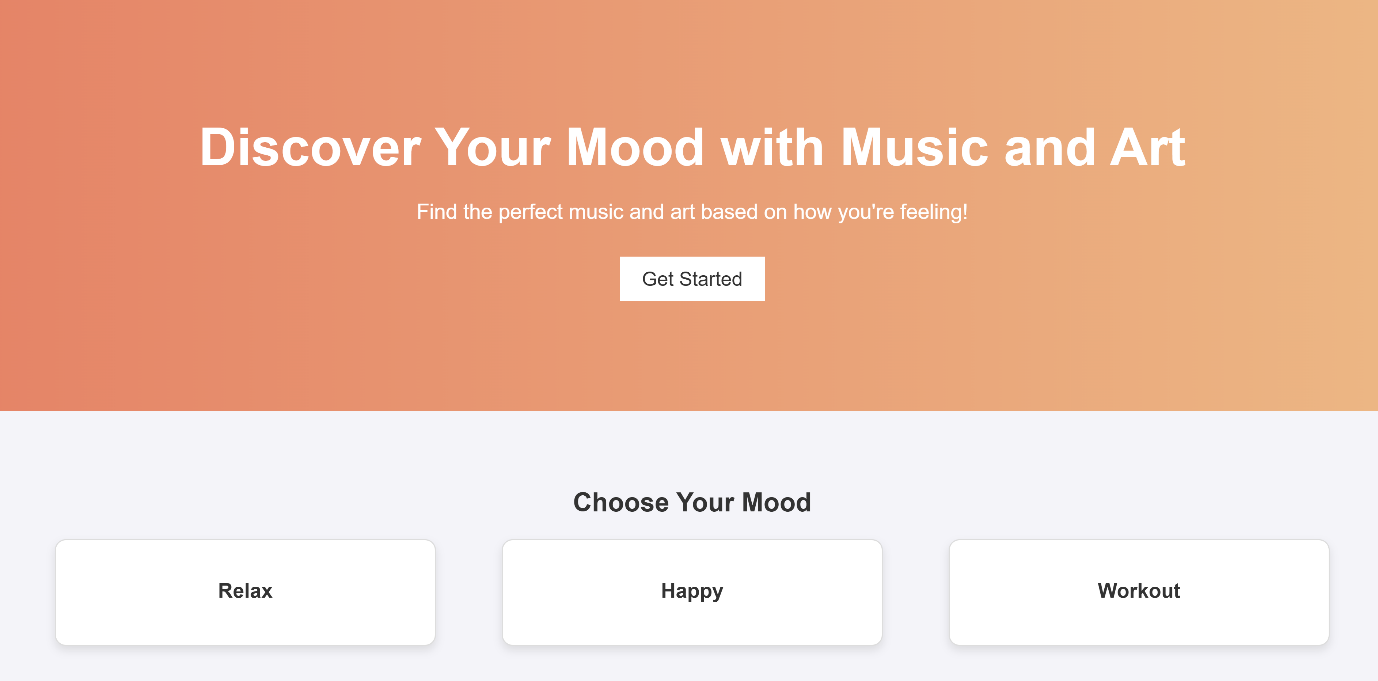 Discover Your Mood with Music and Art
Find the perfect music and art based on how you're feeling!
Get Started
Choose Your Mood
Relax
Happy
Workout